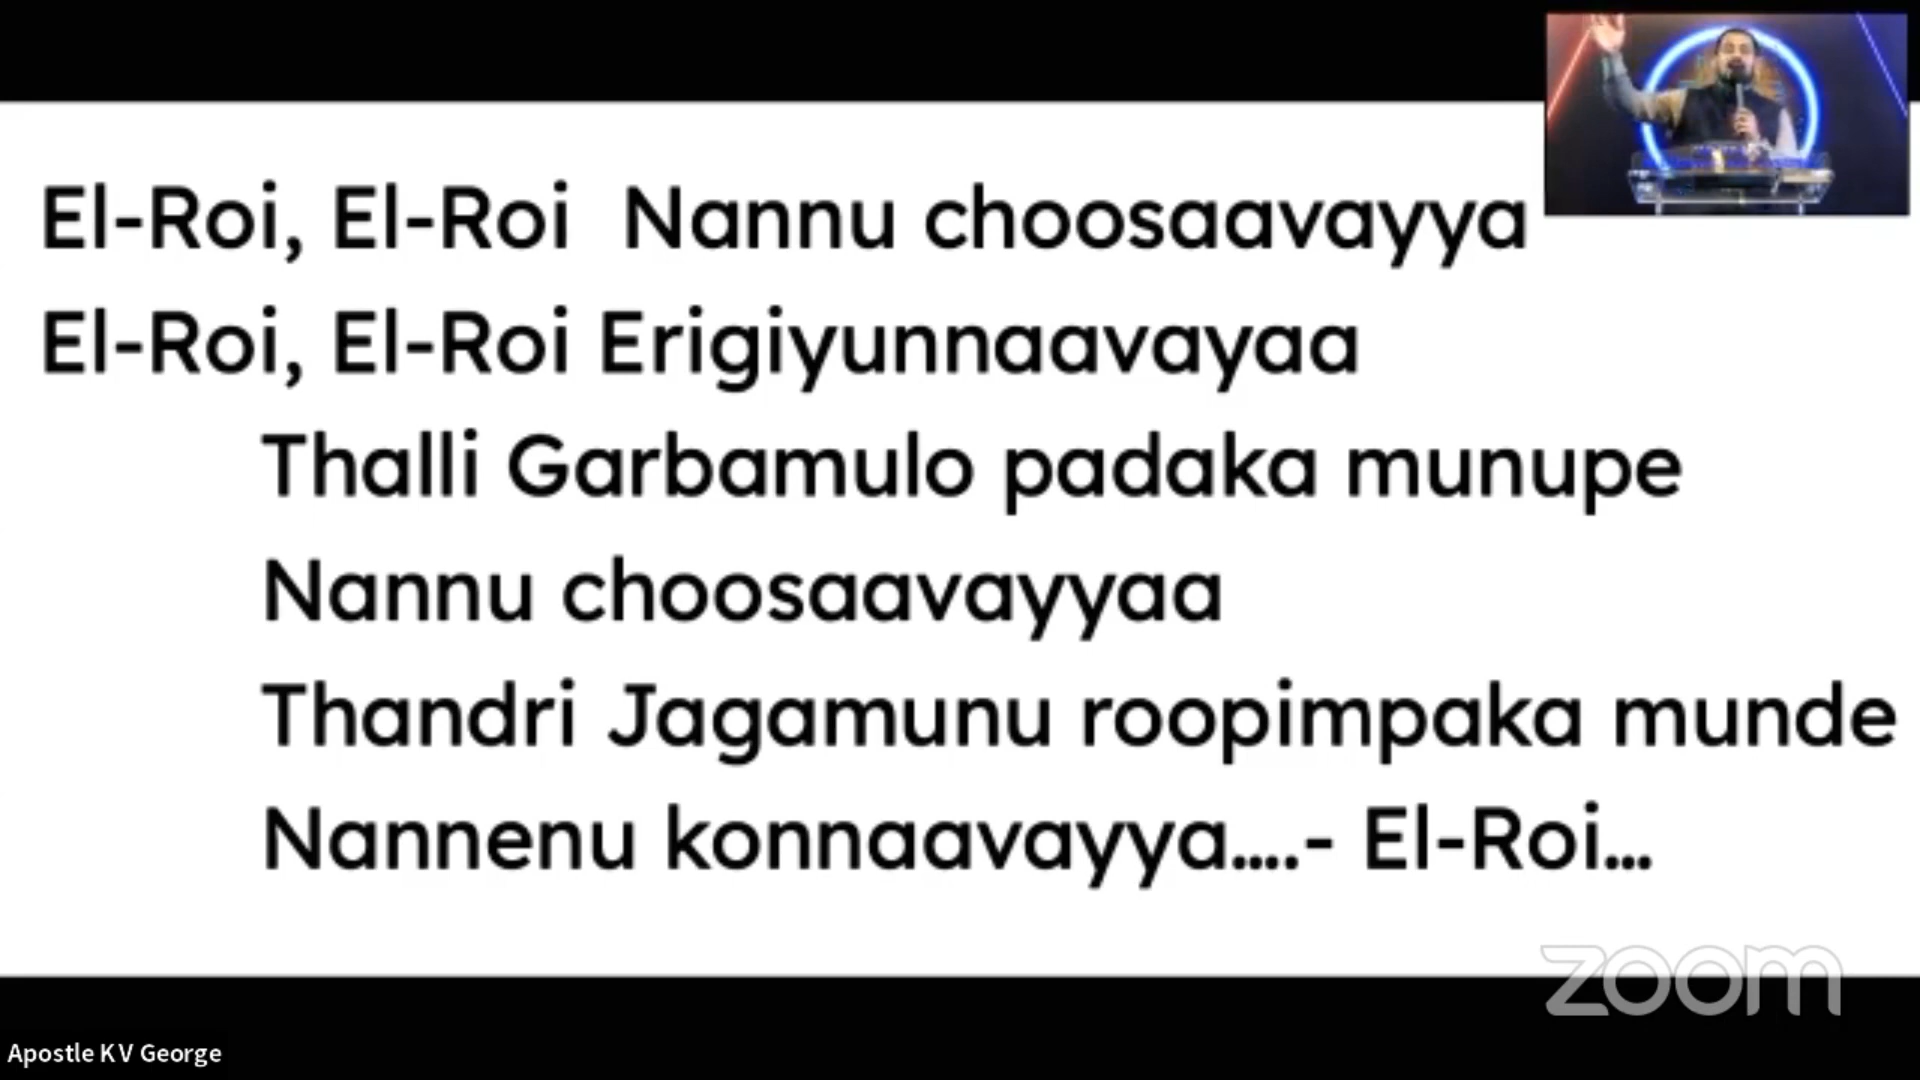 El-Roi, El-Roi  Nannu choosaavayya
El-Roi, El-Roi Erigiyunnaavayaa
Thalli Garbamulo padaka munupe
Nannu choosaavayyaa
Thandri Jagamunu roopimpaka munde
Nannenu konnaavayya....- El-Roi...
zoom
Apostle K V George